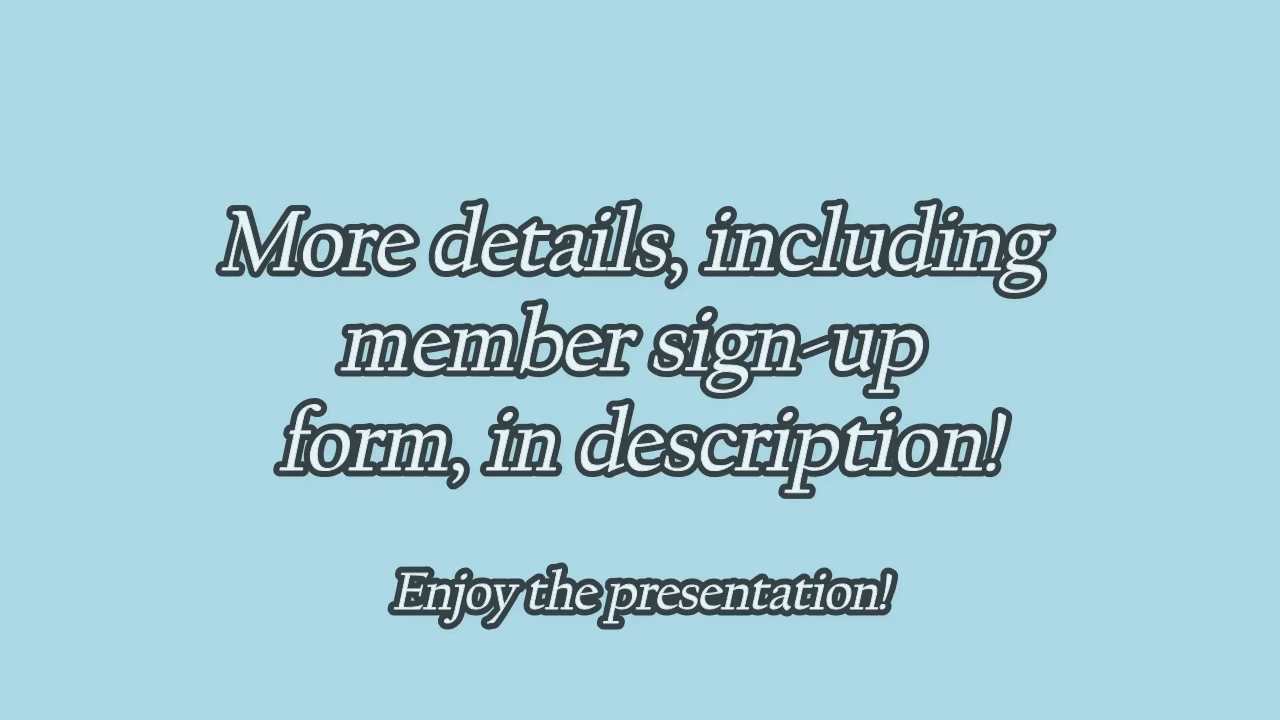 More details, including
member sign-up
form, in description!
Enjoy the presentation!